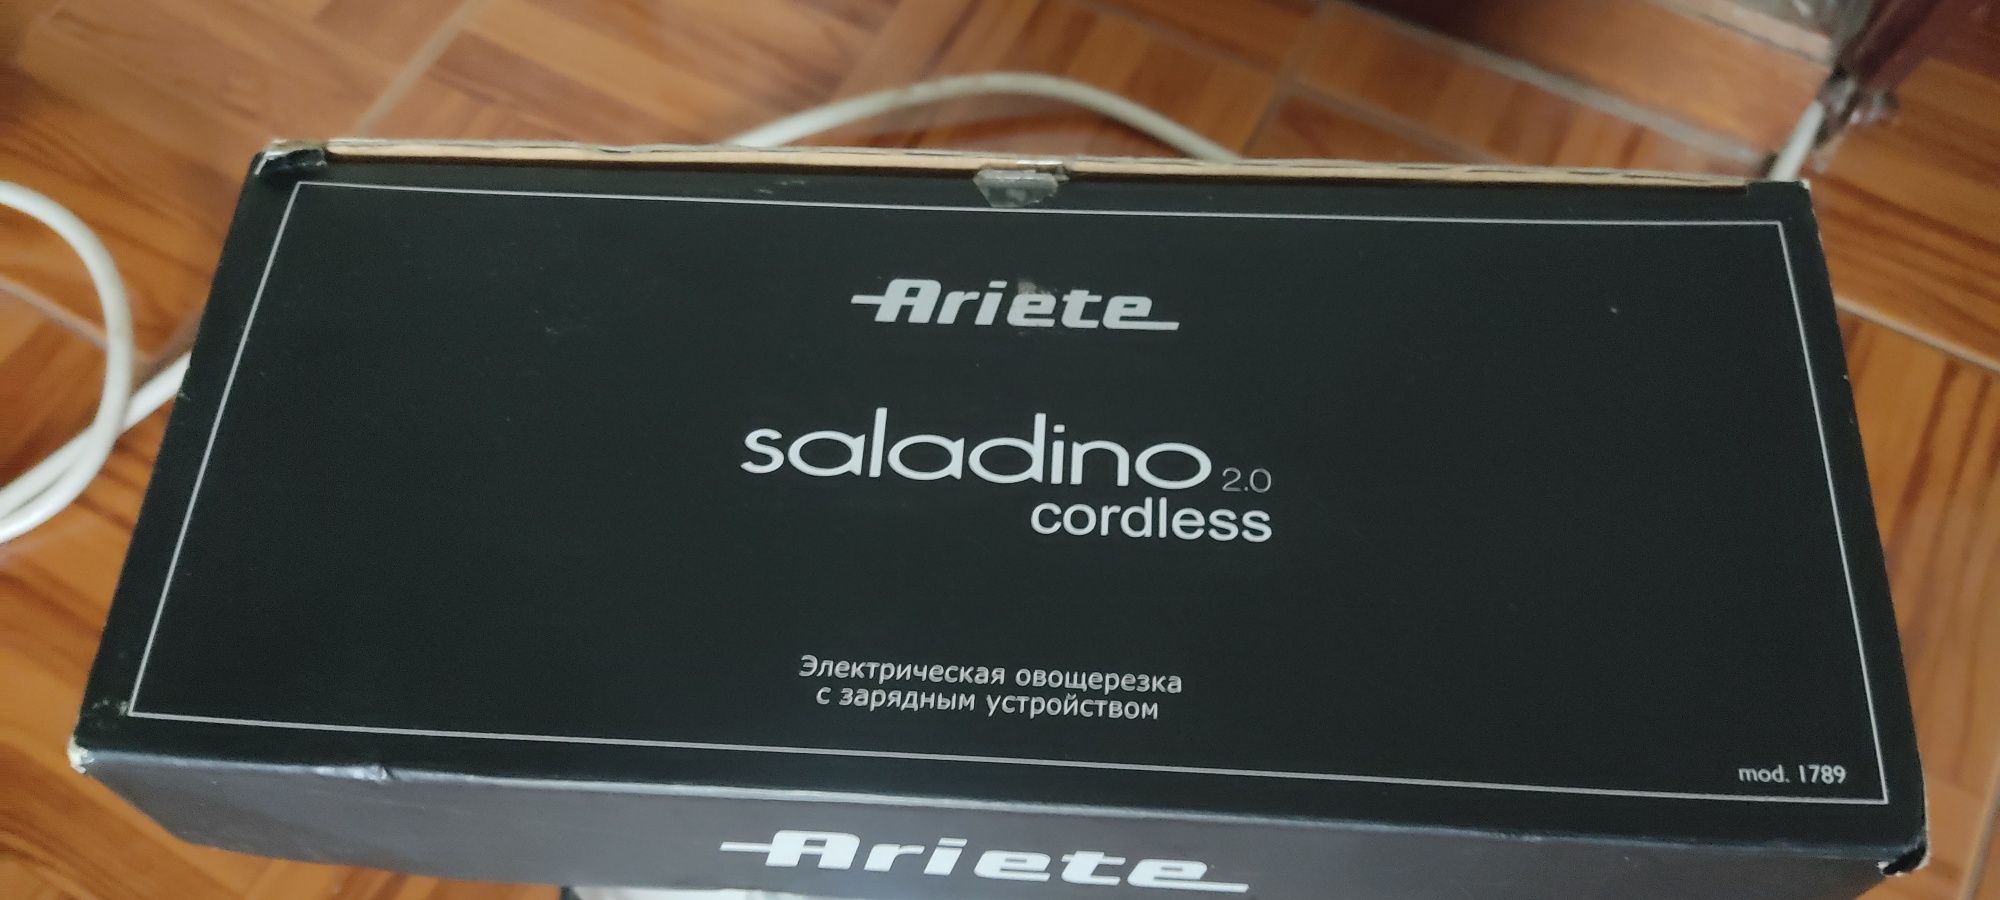 Ariete
saladino 2.0
cordless
Электрическая овощерезка
с зарядным устройством
mod. 1789
Ariete